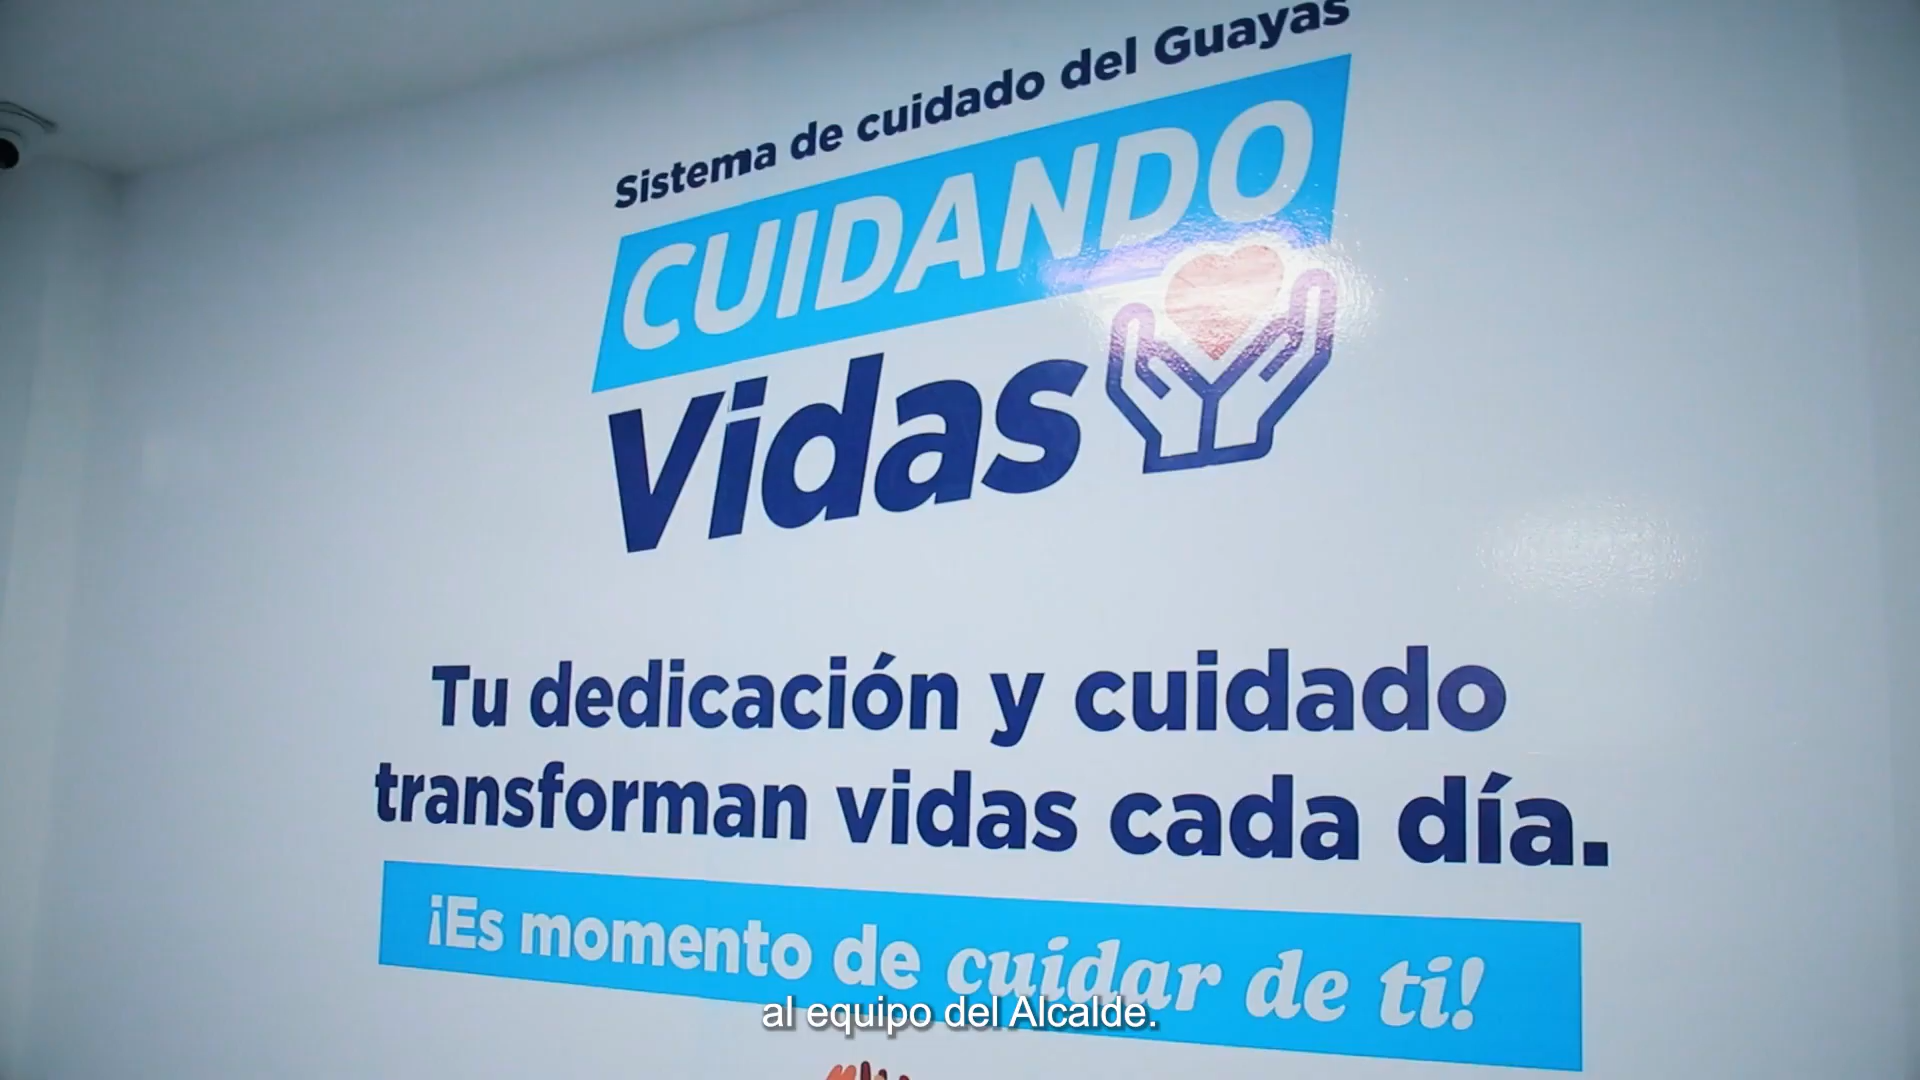 Sistema de cuidado del Guayas
CUIDANDO
Vidas
Tu dedicación y cuidado
transforman vidas cada día.
¡Es momento de cuidar de ti!
al equipo del Alcalde.